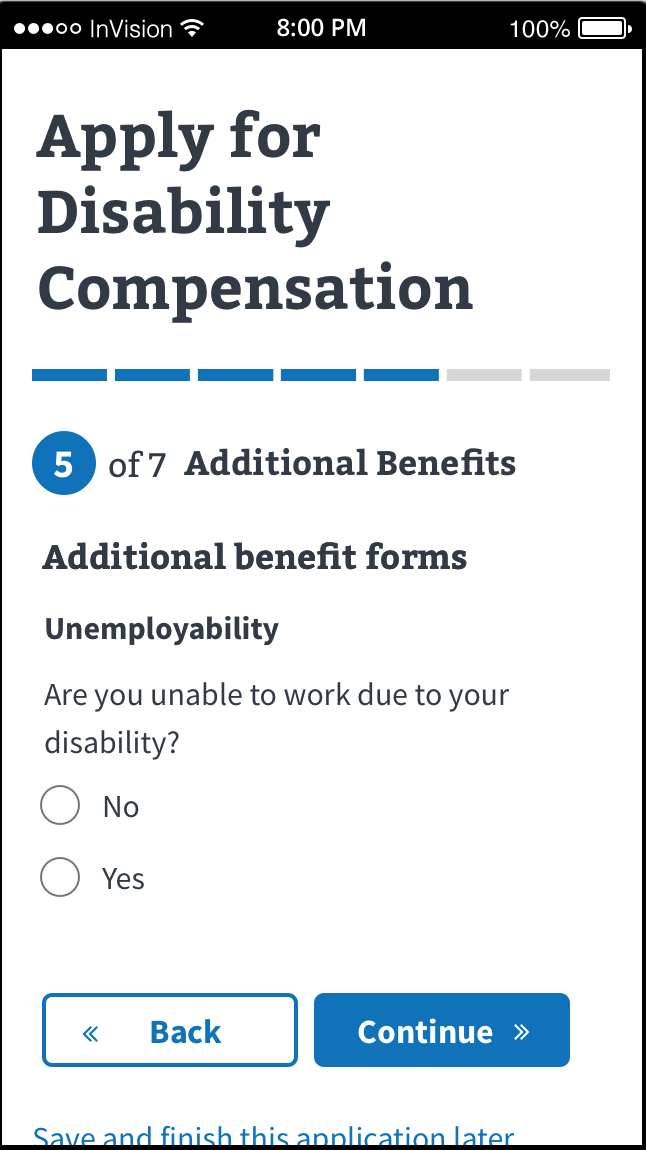 InVision 8:00 PM 100%
Apply for
Disability
Compensation
5 of 7 Additional Benefits
Additional benefit forms
Unemployability
Are you unable to work due to your
disability?
No
Yes
« Back Continue »
Save and finish this application later